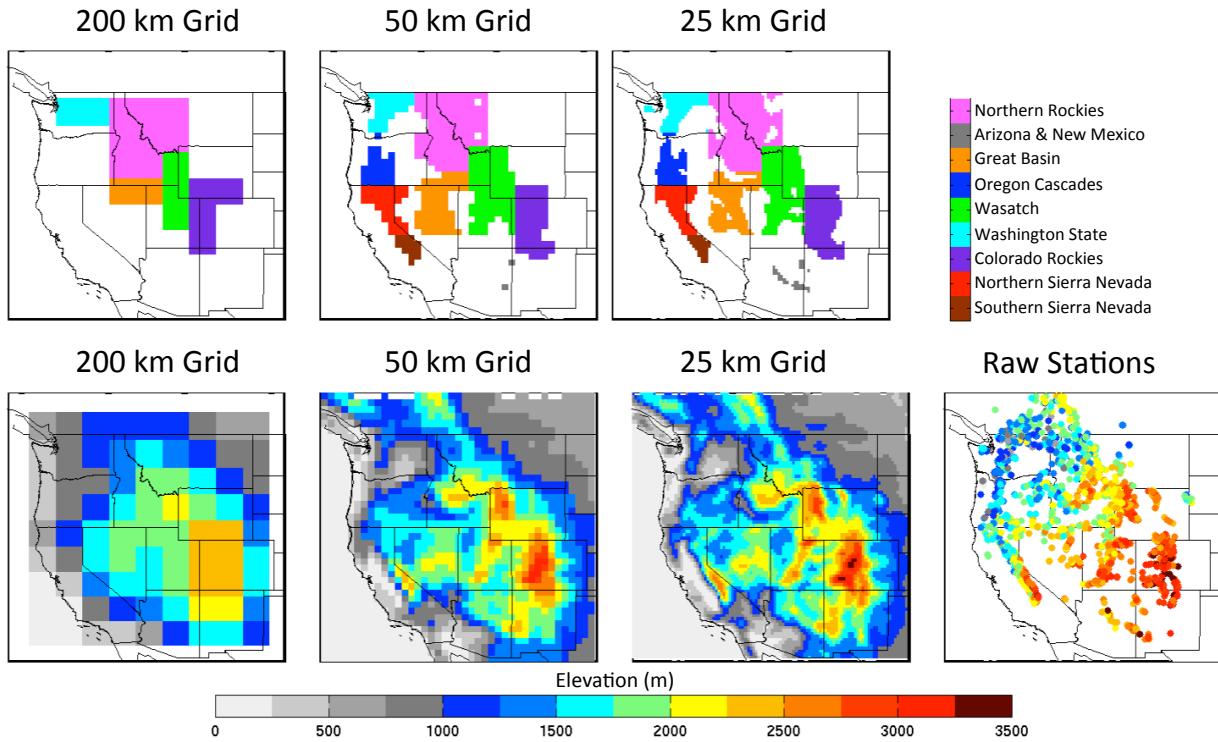 200 km Grid
50 km Grid
25 km Grid
Northern Rockies
Arizona & New Mexico
Great Basin
Oregon Cascades
Wasatch
Washington State
Colorado Rockies
Northern Sierra Nevada
Southern Sierra Nevada
200 km Grid
50 km Grid
25 km Grid
Raw Stations
Elevation (m)
0 500 1000 1500 2000 2500 3000 3500